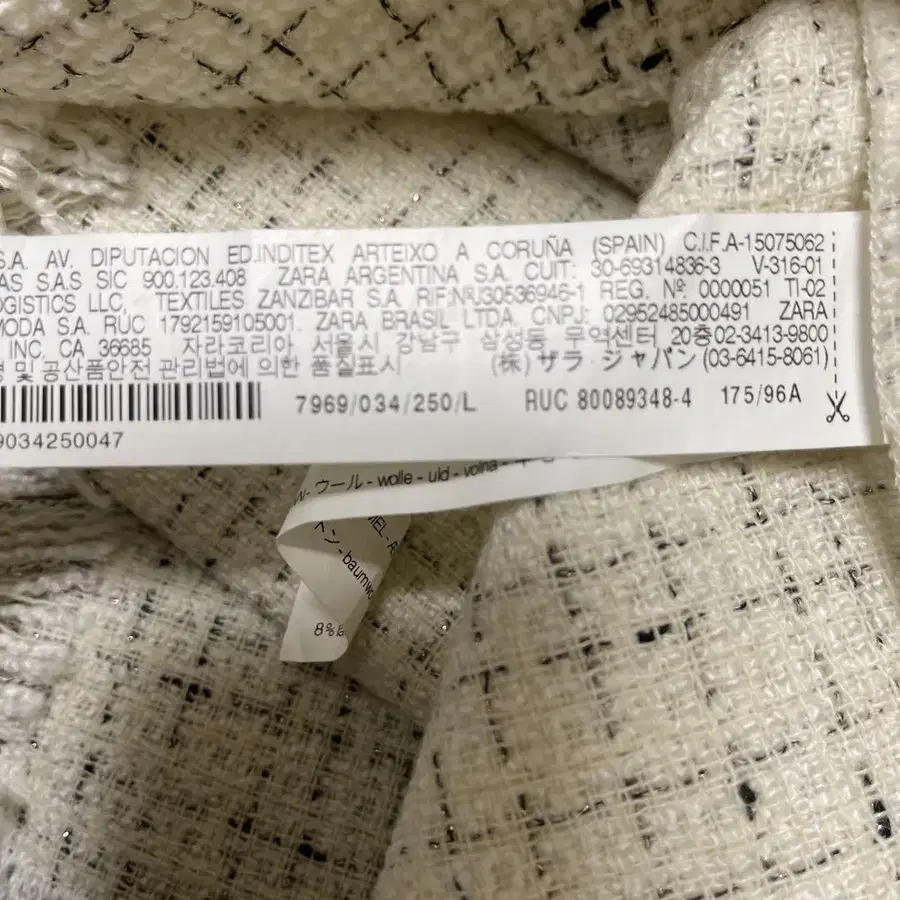 S.A. AV. DIPUTACION ED.INDITEX ARTEIXO A CORUÑA (SPAIN) C.I.F.A-15075062
AS S.A.S SIC 900.123.408 ZARA ARGENTINA S.A. CUIT: 30-69314836-3 V-316-01
OGISTICS LLC, TEXTILES ZANZIBAR S.A. RIF:NºJ30536946-1 REG. Nº 0000051 TI-02
MODA S.A. RUC 1792159105001. ZARA BRASIL LTDA. CNPJ: 02952485000491 ZARA
INC. CA 36685 자라코리아 서울시 강남구 삼성동 무역센터 20층02-3413-9800
및 공산품안전 관리법에 의한 품질표시 (株) ザラ・ジャパン (03-6415-8061)
7969/034/250/L RUC 80089348-4 175/96A
9034250047
ウール - wolle - uld - volna -
MEL -
ン - baumwo
8%